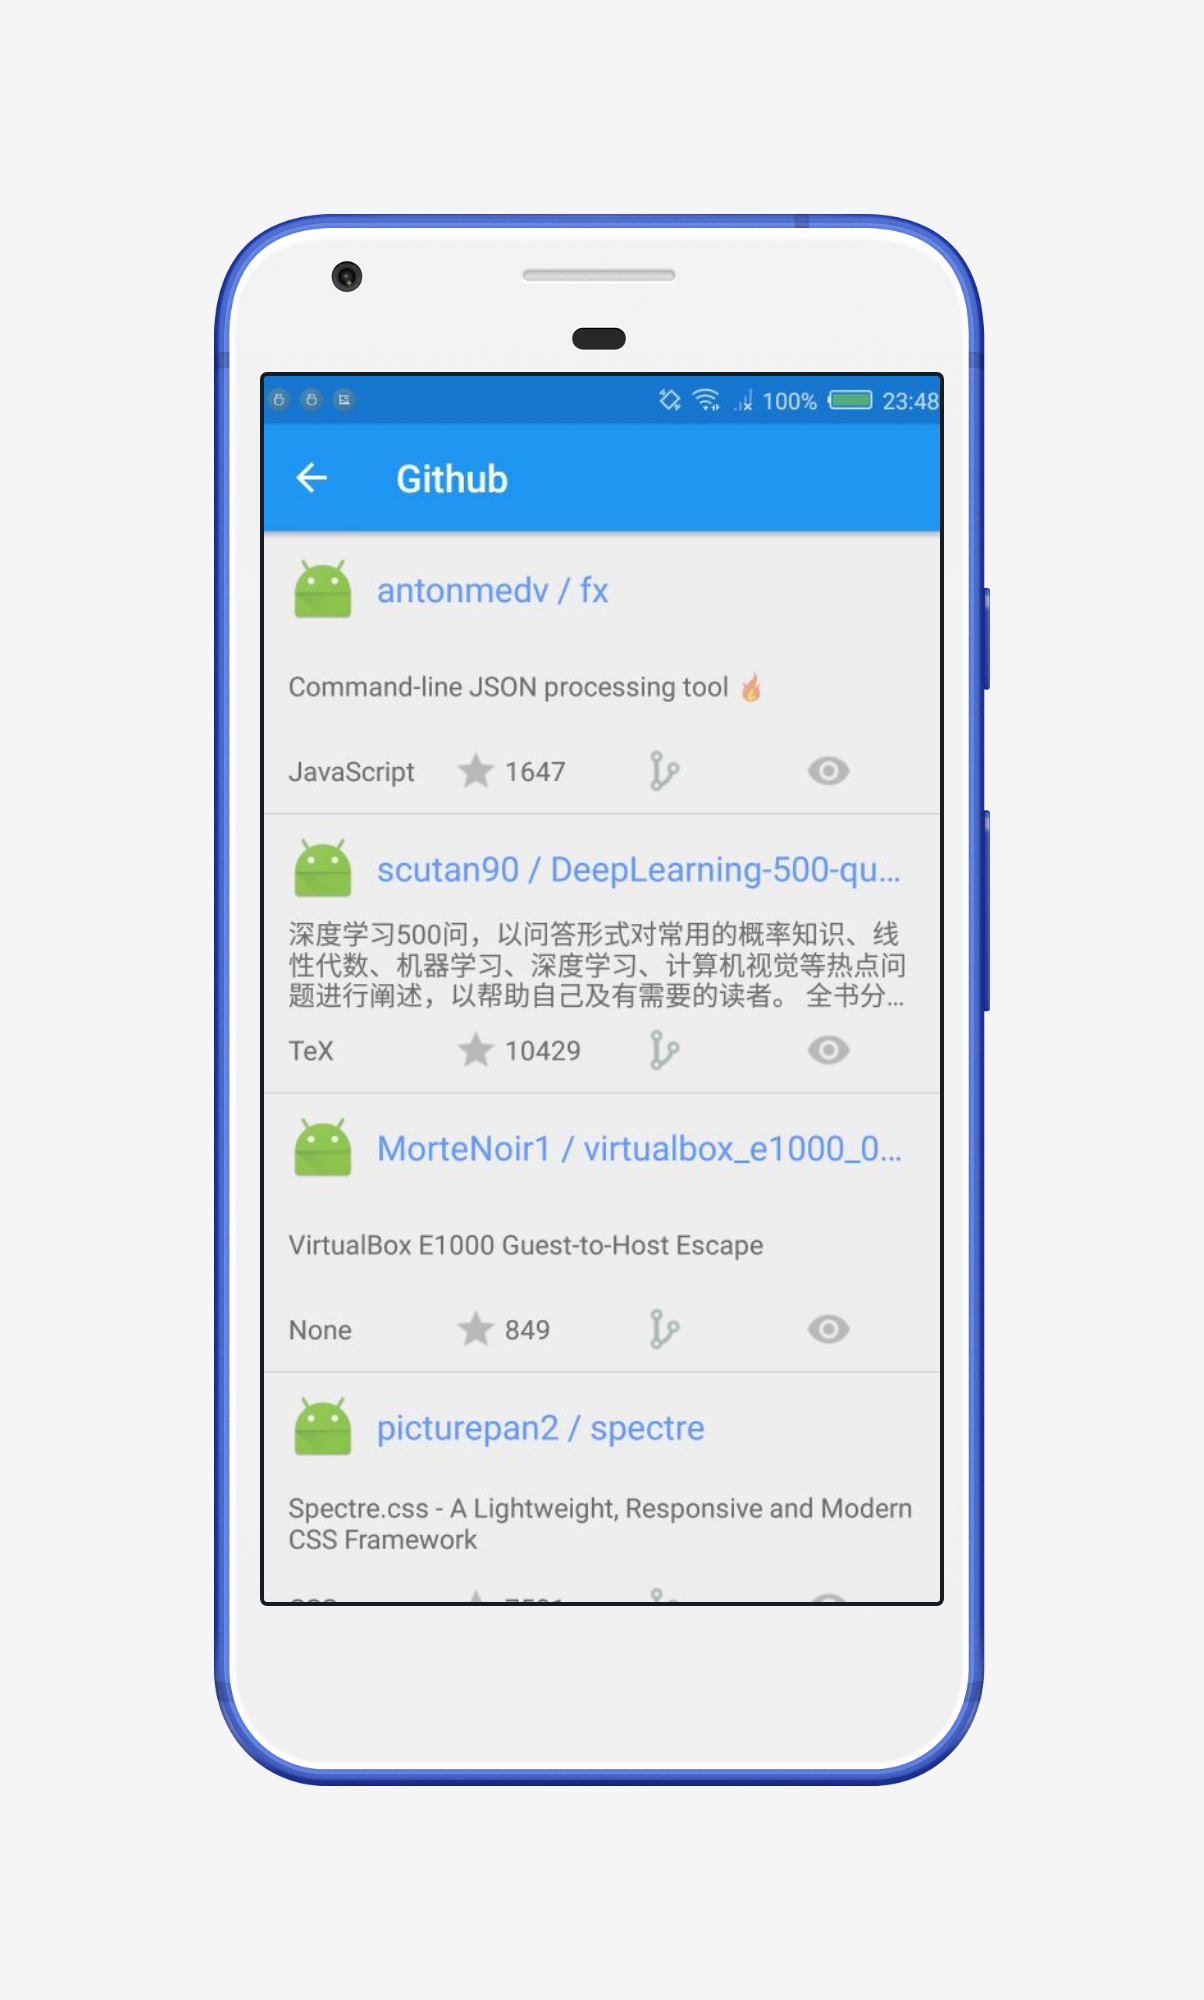 100% 23:48
Github
antonmedv / fx
Command-line JSON processing tool 🔥
JavaScript 1647
scutan90 / DeepLearning-500-qu...
深度学习500问，以问答形式对常用的概率知识、线
性代数、机器学习、深度学习、计算机视觉等热点问
题进行阐述，以帮助自己及有需要的读者。 全书分...
TeX 10429
MorteNoir1 / virtualbox_e1000_0...
VirtualBox E1000 Guest-to-Host Escape
None 849
picturepan2 / spectre
Spectre.css - A Lightweight, Responsive and Modern
CSS Framework